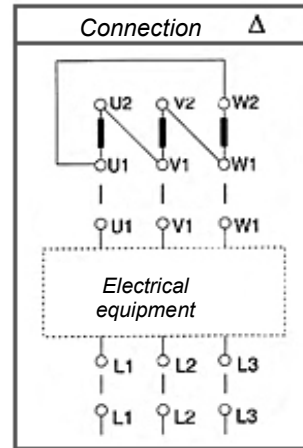 Connection Δ
U2 V2 W2
U1 V1 W1
U1 V1 W1
Electrical
equipment
L1 L2 L3
L1 L2 L3